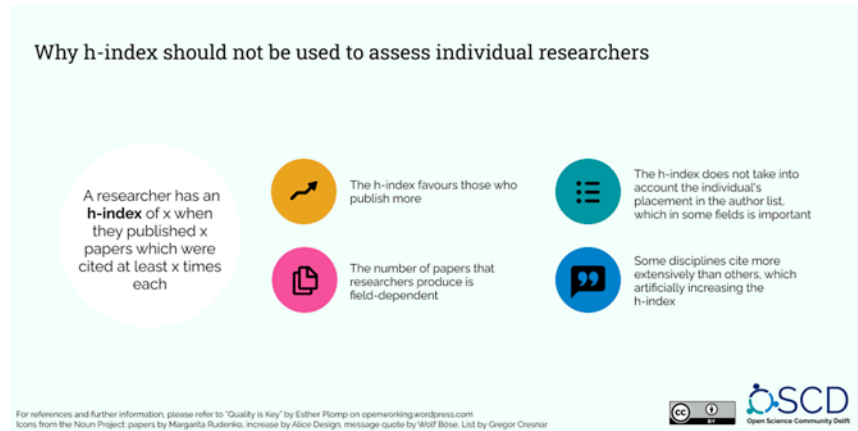 Why h-index should not be used to assess individual researchers
A researcher has an
h-index of x when
they published x
papers which were
cited at least x times
each
The h-index favours those who
publish more
The number of papers that
researchers produce is
field-dependent
The h-index does not take into
account the individual's
placement in the author list,
which in some fields is important
Some disciplines cite more
extensively than others, which
artificially increasing the
h-index
For references and further information, please refer to "Quality is Key" by Esther Plomp on openworking.wordpress.com
Icons from the Noun Project: papers by Margarita Rudenko, increase by Alice Design, message quote by Wolf Böse, List by Gregor Cresnar
cc
BY
OSCD
Open Science Community Delft